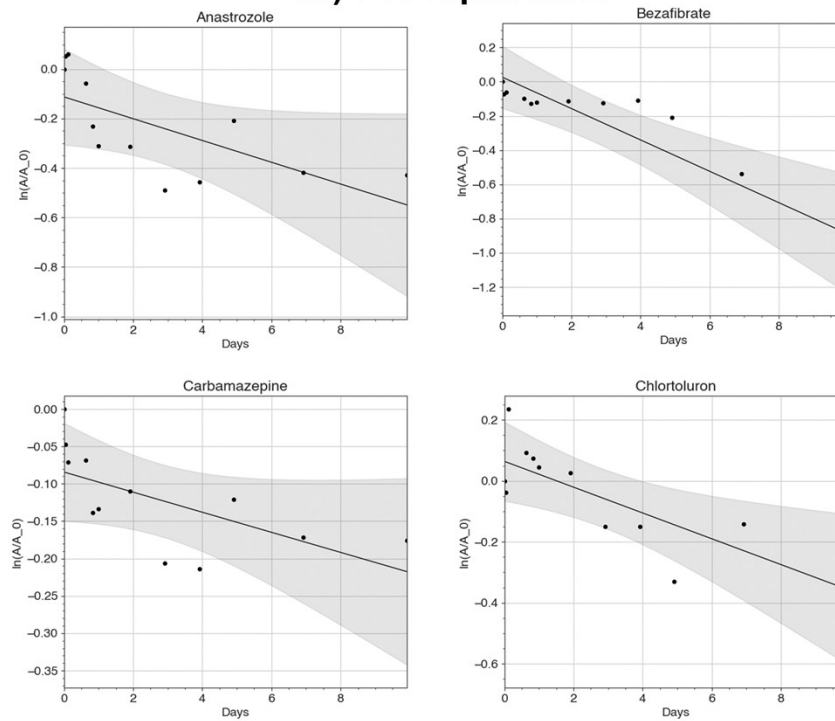 Anastrozole
0.0
−0.2
−0.4
−0.6
−0.8
−1.0
ln(A/A_0)
0 2 4 6 8
Days
Bezafibrate
0.2
0.0
−0.2
−0.4
−0.6
−0.8
−1.0
−1.2
ln(A/A_0)
0 2 4 6 8
Days
Carbamazepine
0.00
−0.05
−0.10
−0.15
−0.20
−0.25
−0.30
−0.35
ln(A/A_0)
0 2 4 6 8
Days
Chlortoluron
0.2
0.0
−0.2
−0.4
−0.6
ln(A/A_0)
0 2 4 6 8
Days